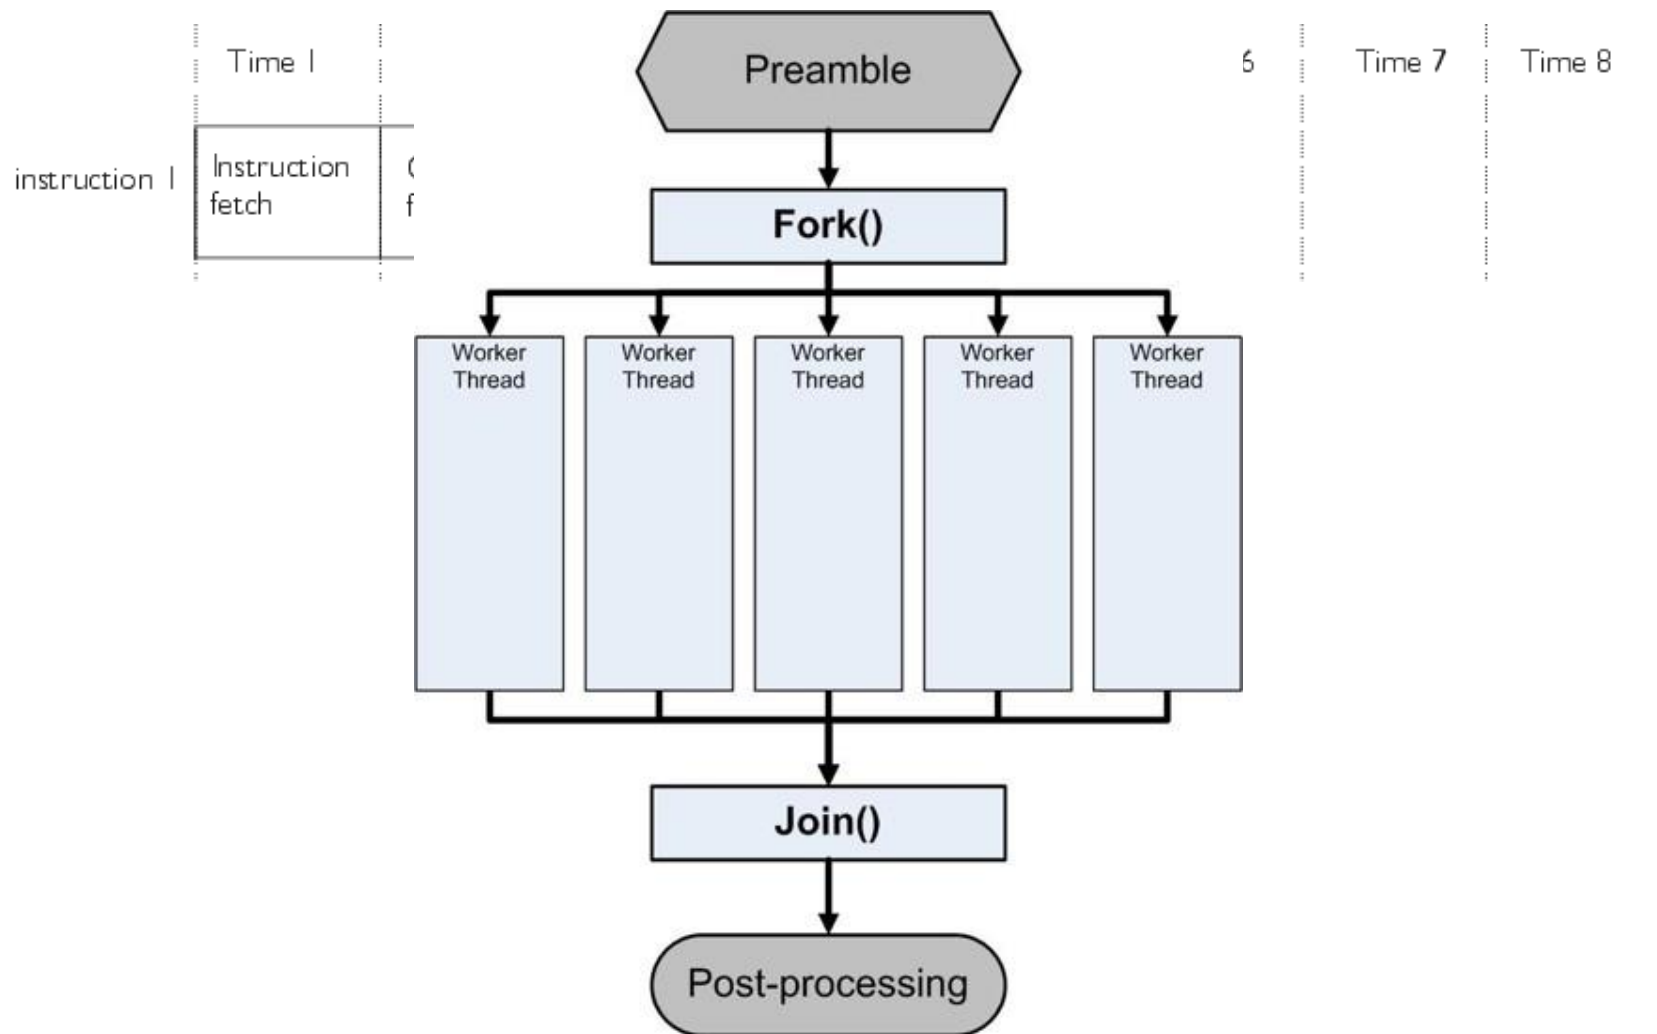 Time 1
Preamble
6
Time 7
Time 8
instruction 1
Instruction
fetch
Fork()
Worker
Thread
Worker
Thread
Worker
Thread
Worker
Thread
Worker
Thread
Join()
Post-processing